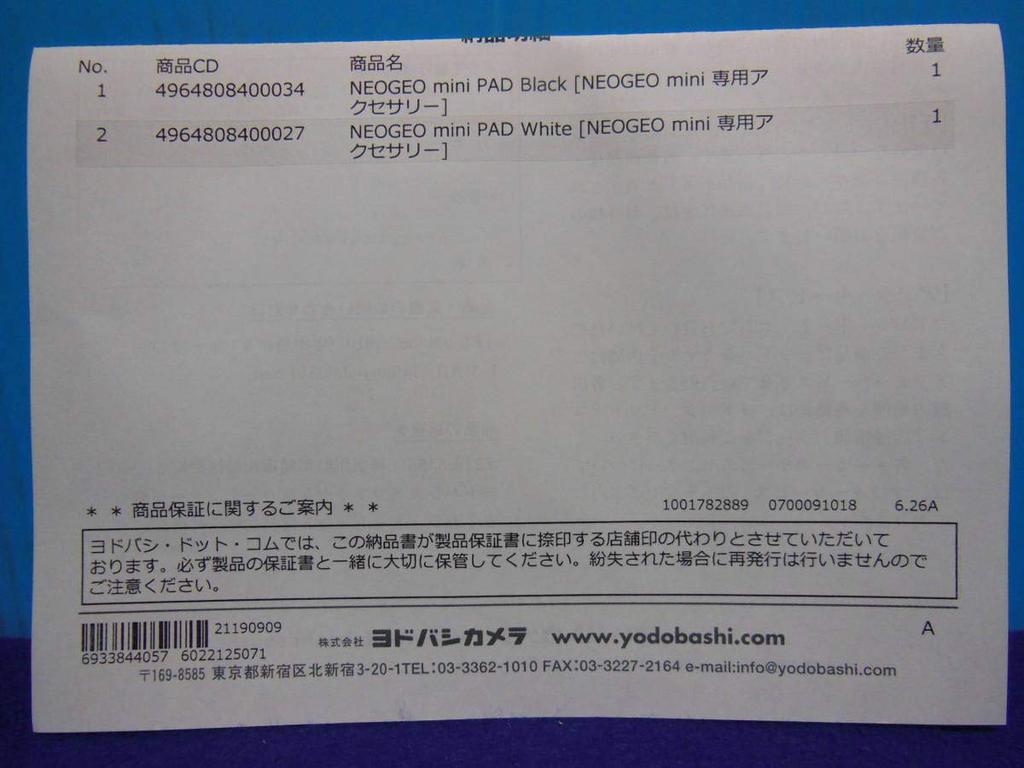 No. 商品CD 商品名 数量
1 4964808400034 NEOGEO mini PAD Black [NEOGEO mini 専用ア 1
クセサリー]
2 4964808400027 NEOGEO mini PAD White [NEOGEO mini 専用ア 1
クセサリー]
＊ ＊ 商品保証に関するご案内 ＊ ＊ 1001782889 0700091018 6.26A
ヨドバシ・ドット・コムでは、この納品書が製品保証書に捺印する店舗印の代わりとさせていただいて
おります。必ず製品の保証書と一緒に大切に保管してください。紛失された場合に再発行は行いませんので
ご注意ください。
21190909
6933844057 6022125071
株式会社 ヨドバシカメラ www.yodobashi.com A
〒169-8585 東京都新宿区北新宿3-20-1TEL:03-3362-1010 FAX:03-3227-2164 e-mail:info@yodobashi.com